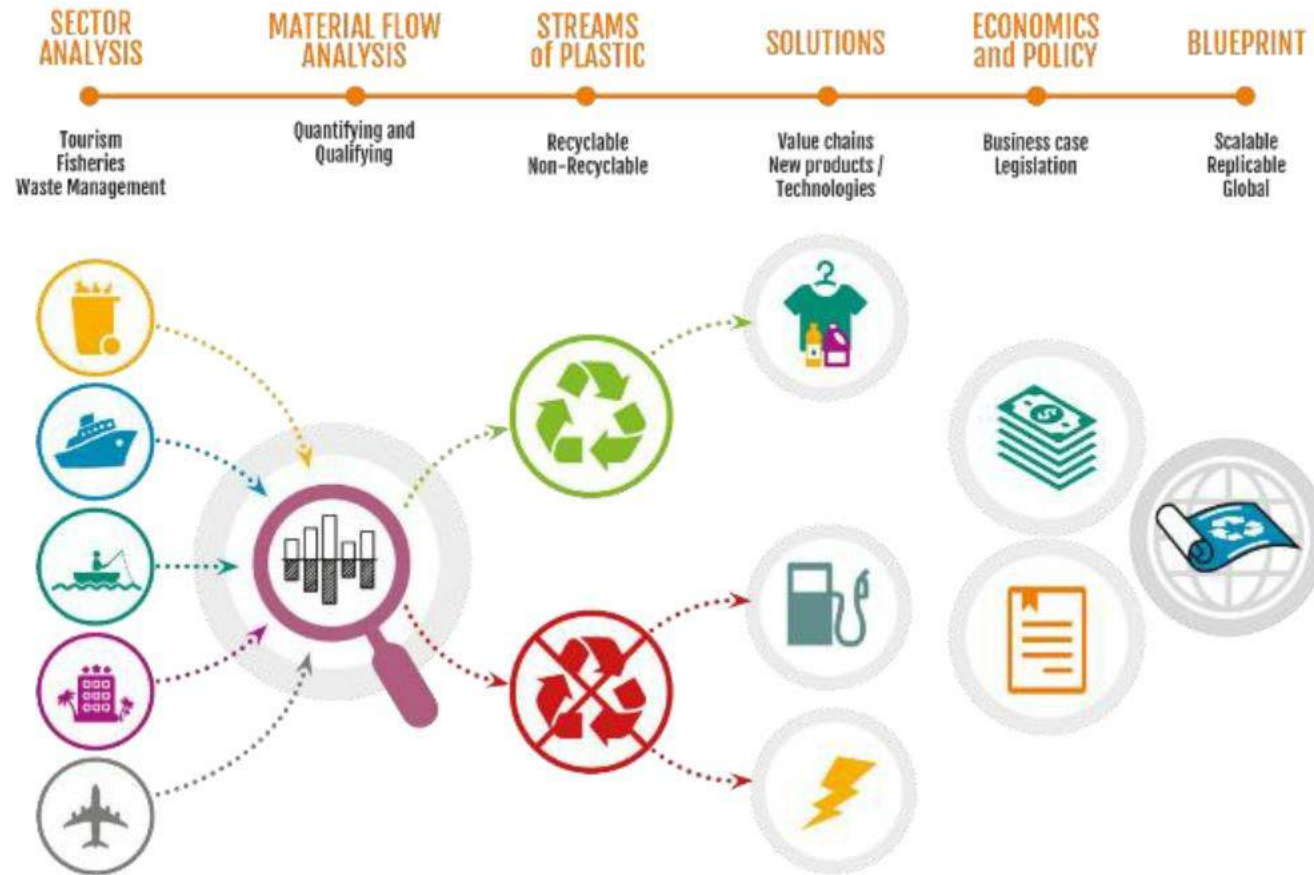 SECTOR
ANALYSIS
MATERIAL FLOW
ANALYSIS
STREAMS
of PLASTIC
SOLUTIONS
ECONOMICS
and POLICY
BLUEPRINT
Tourism
Fisheries
Waste Management
Quantifying and
Qualifying
Recyclable
Non-Recyclable
Value chains
New products /
Technologies
Business case
Legislation
Scalable
Replicable
Global
$